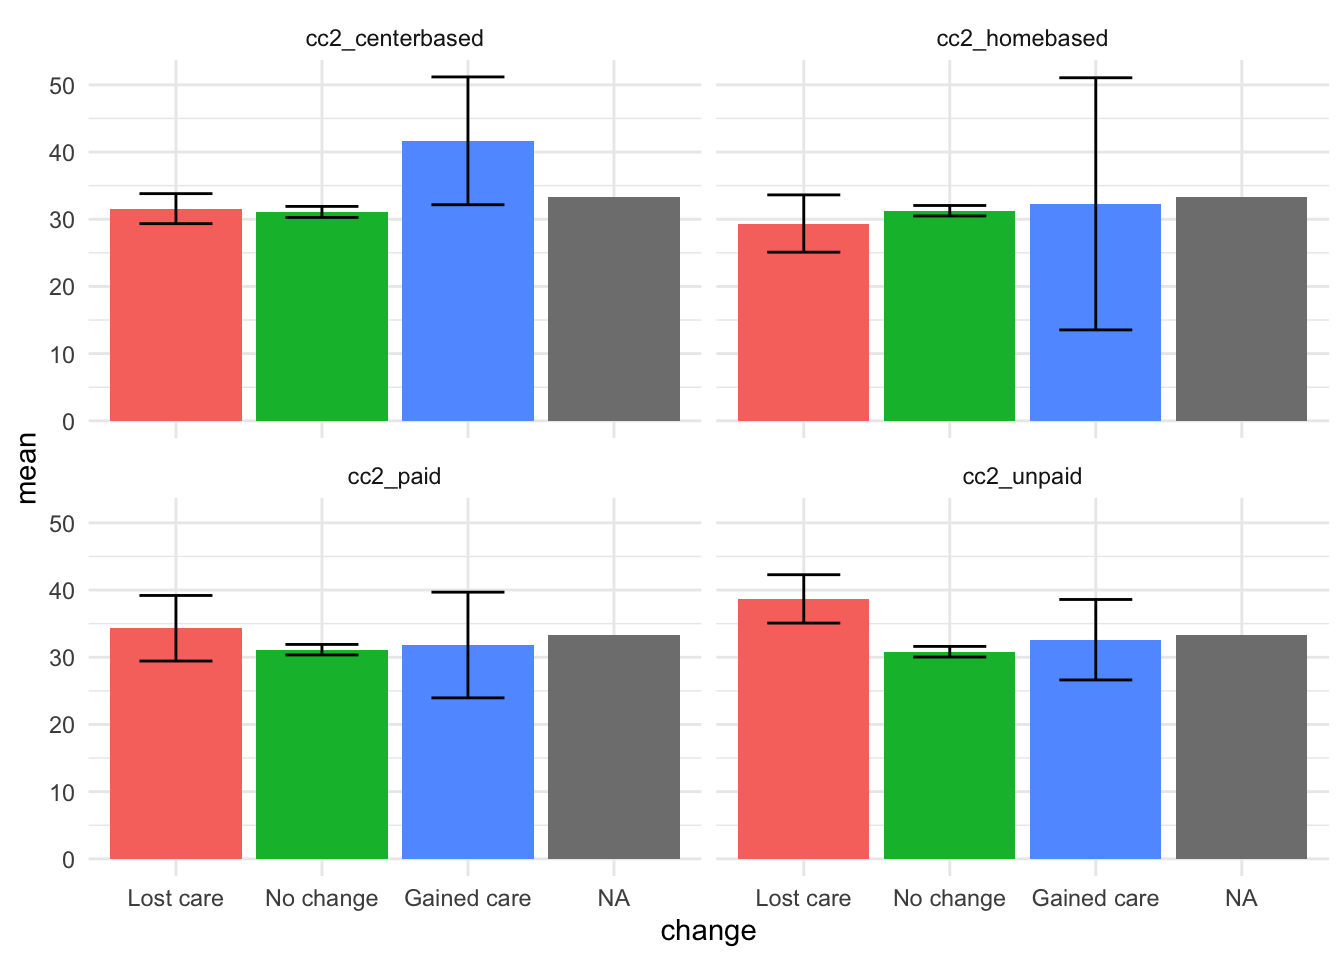 cc2_centerbased
cc2_homebased
50
40
30
20
10
0
mean
cc2_paid
cc2_unpaid
50
40
30
20
10
0
Lost care No change Gained care NA
Lost care No change Gained care NA
change